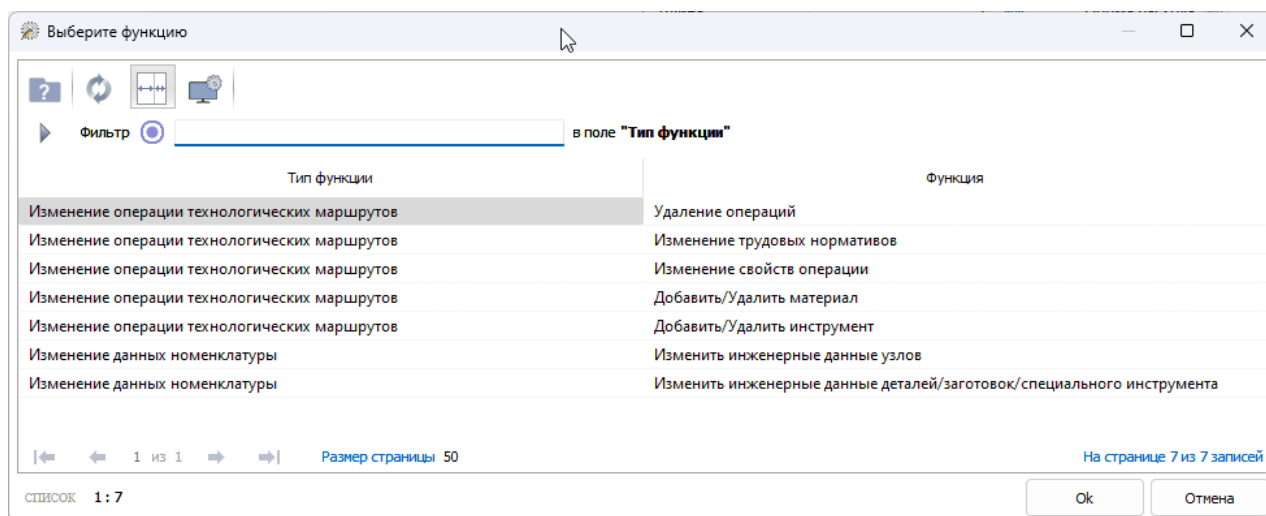 Выберите функцию
Фильтр в поле "Тип функции"
Тип функции Функция
Изменение операции технологических маршрутов Удаление операций
Изменение операции технологических маршрутов Изменение трудовых нормативов
Изменение операции технологических маршрутов Изменение свойств операции
Изменение операции технологических маршрутов Добавить/Удалить материал
Изменение операции технологических маршрутов Добавить/Удалить инструмент
Изменение данных номенклатуры Изменить инженерные данные узлов
Изменение данных номенклатуры Изменить инженерные данные деталей/заготовок/специального инструмента
1 из 1 Размер страницы 50 На странице 7 из 7 записей
список 1:7 Ok Отмена